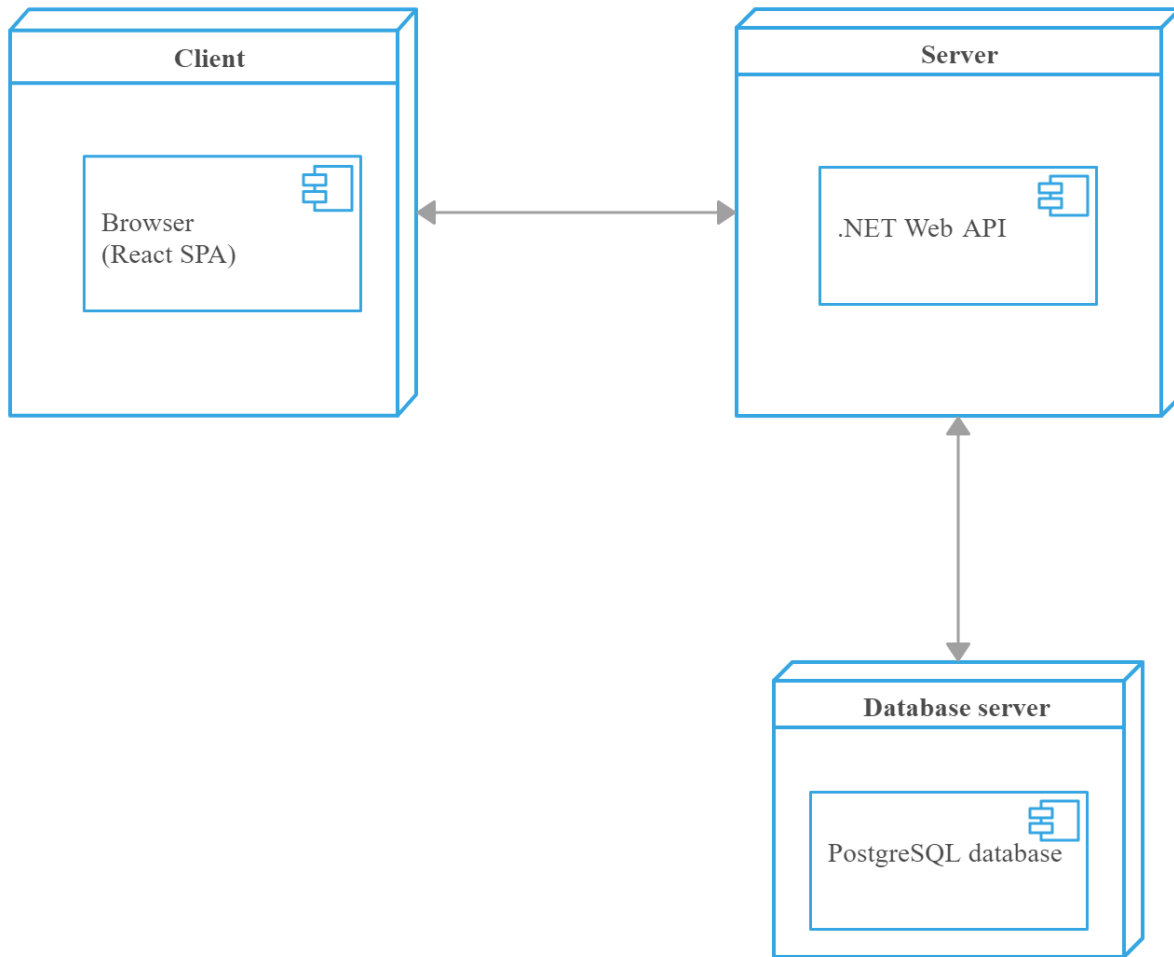 Client
Browser
(React SPA)
Server
.NET Web API
Database server
PostgreSQL database